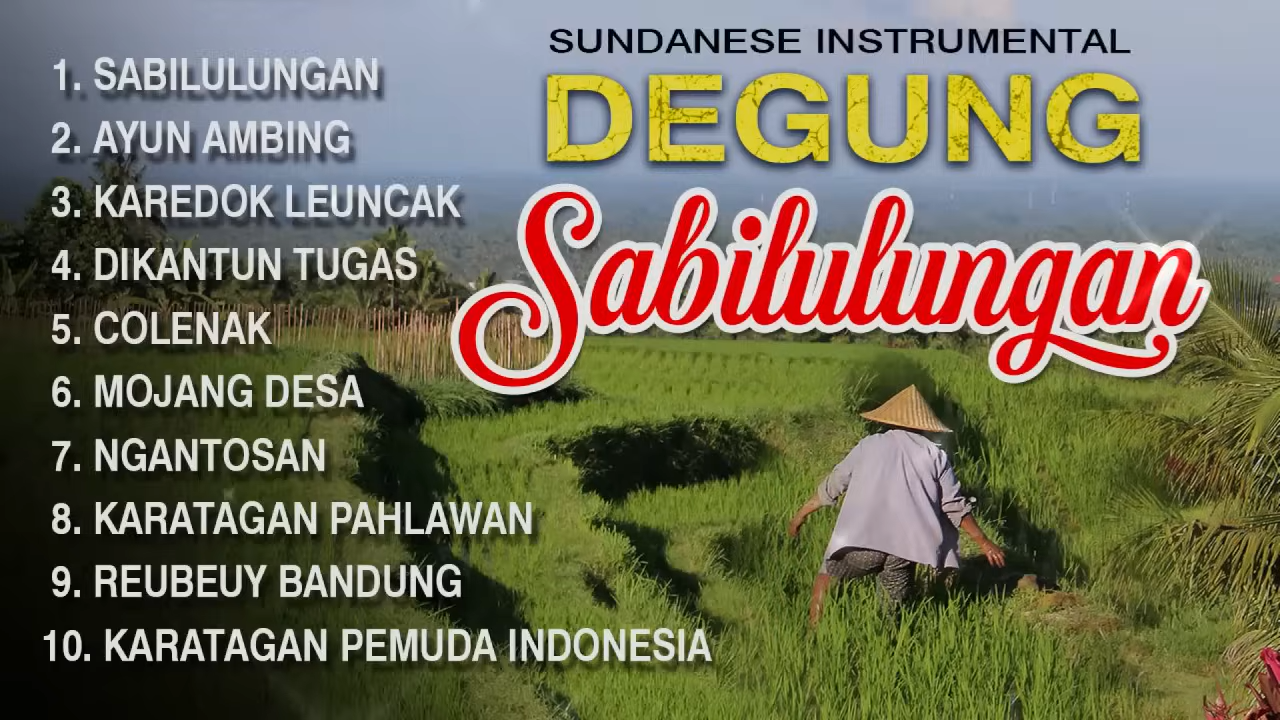 SUNDANESE INSTRUMENTAL
DEGUNG
Sabilulungan
1. SABILULUNGAN
2. AYUN AMBING
3. KAREDOK LEUNCAK
4. DIKANTUN TUGAS
5. COLENAK
6. MOJANG DESA
7. NGANTOSAN
8. KARATAGAN PAHLAWAN
9. REUBEUY BANDUNG
10. KARATAGAN PEMUDA INDONESIA